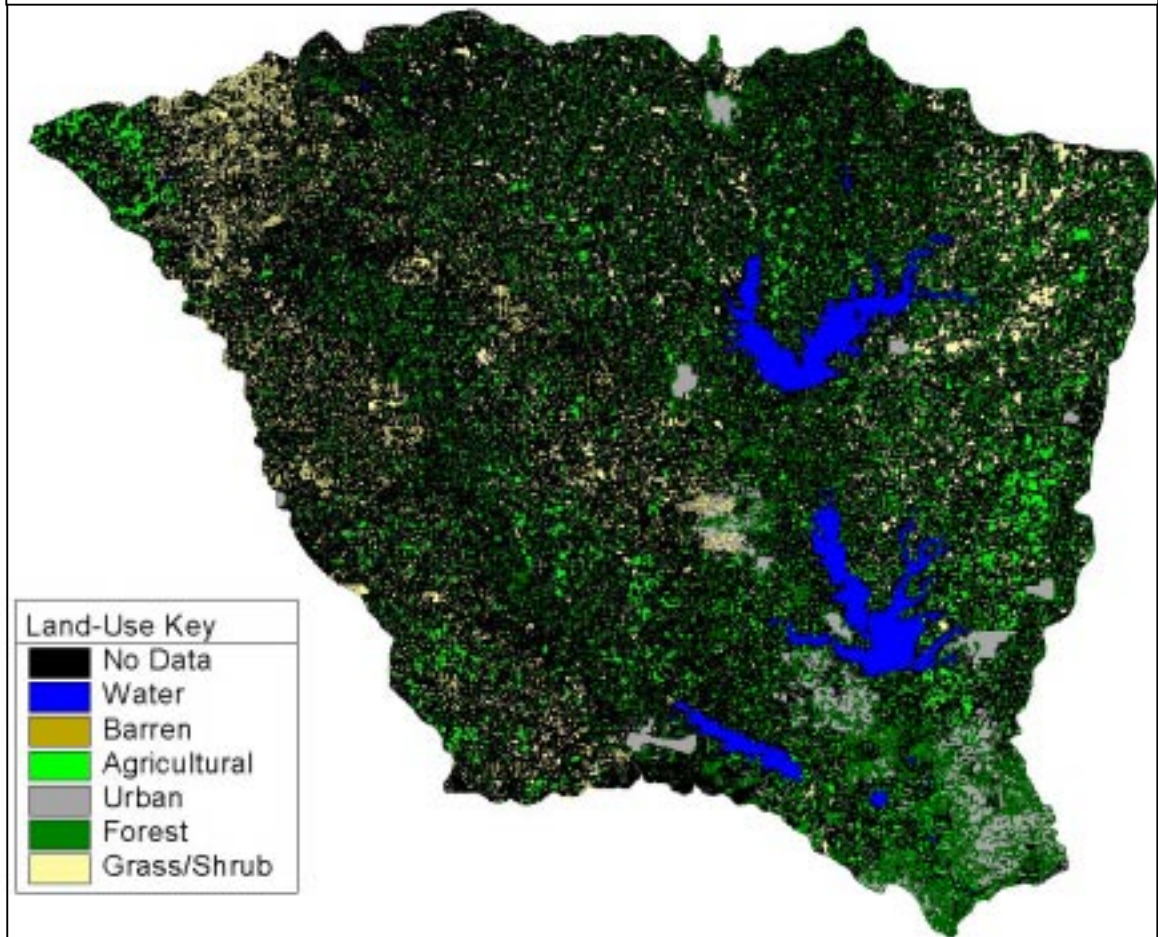 Land-Use Key
No Data
Water
Barren
Agricultural
Urban
Forest
Grass/Shrub